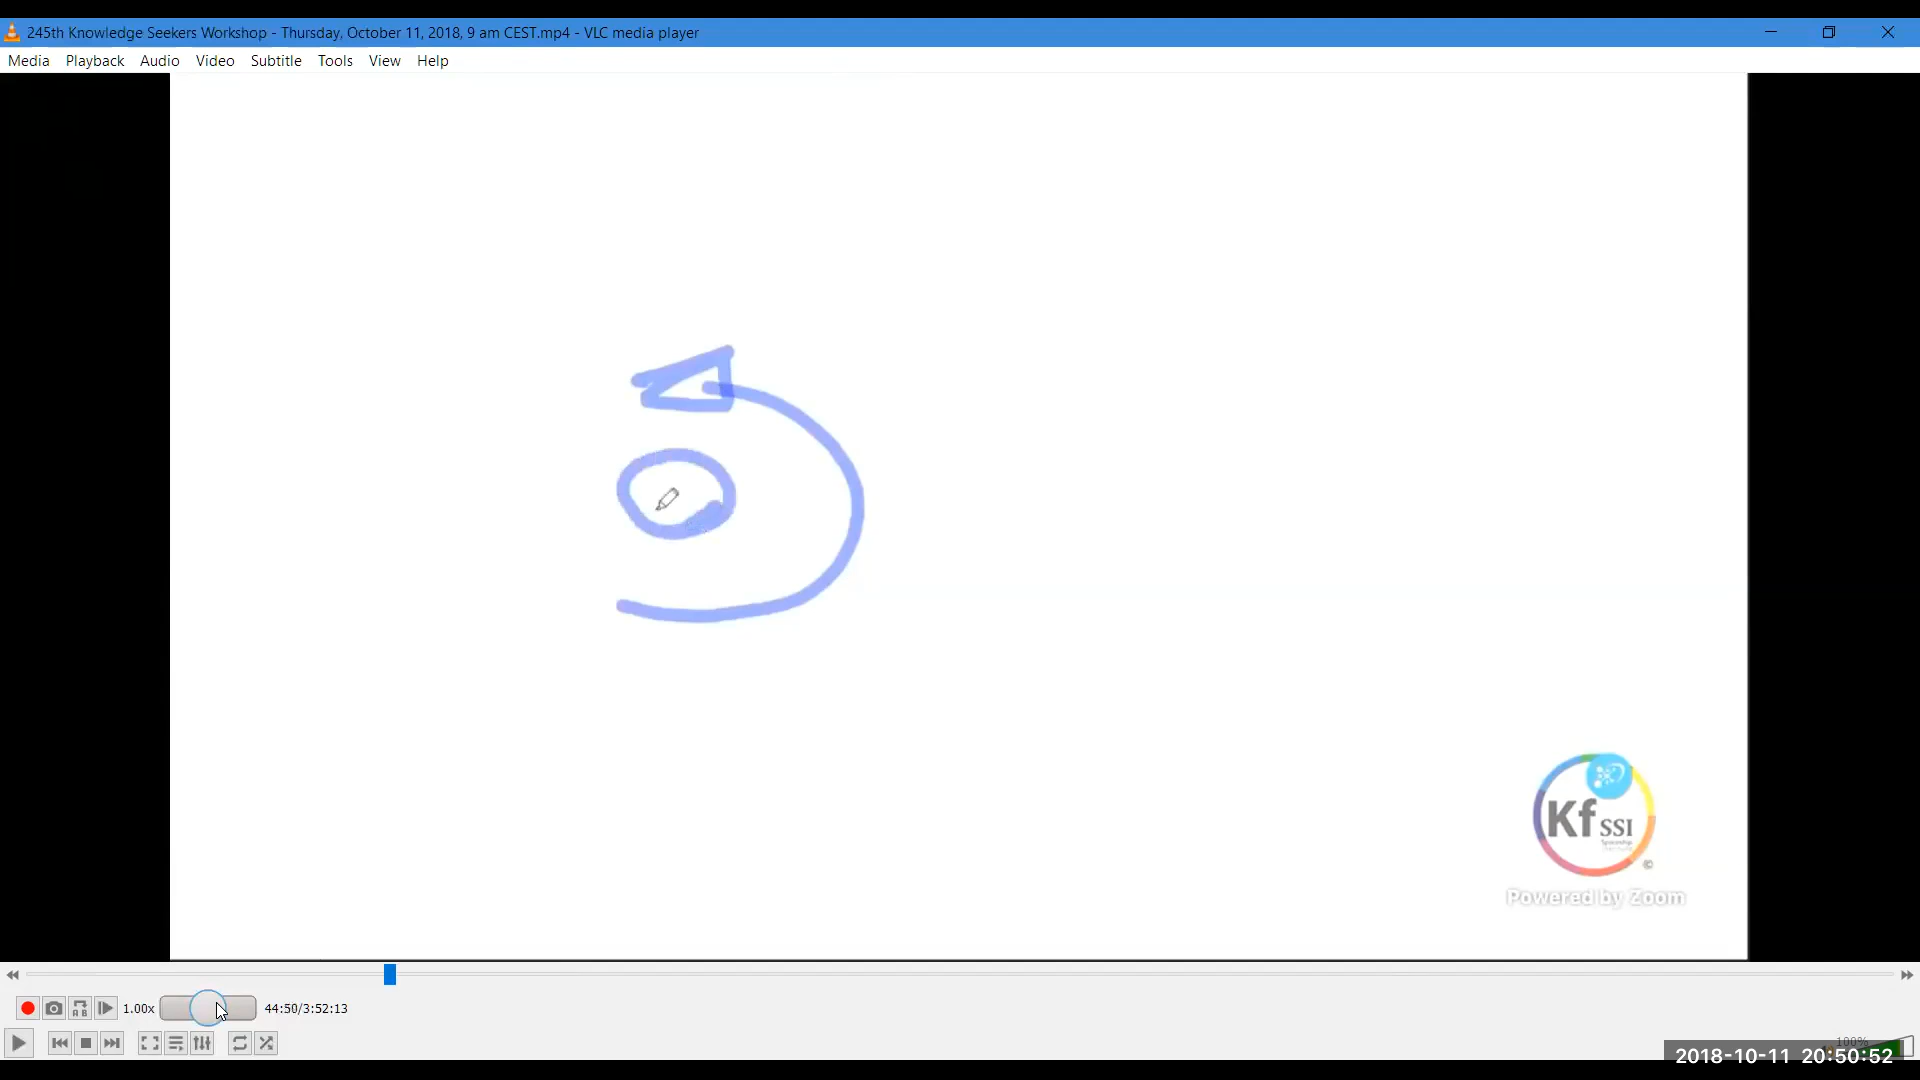 245th Knowledge Seekers Workshop - Thursday, October 11, 2018, 9 am CEST.mp4 - VLC media player
Media Playback Audio Video Subtitle Tools View Help
Kf SSI
©
Powered by Zoom
1.00x 44:50/3:52:13
100%
2018-10-11 20:50:52